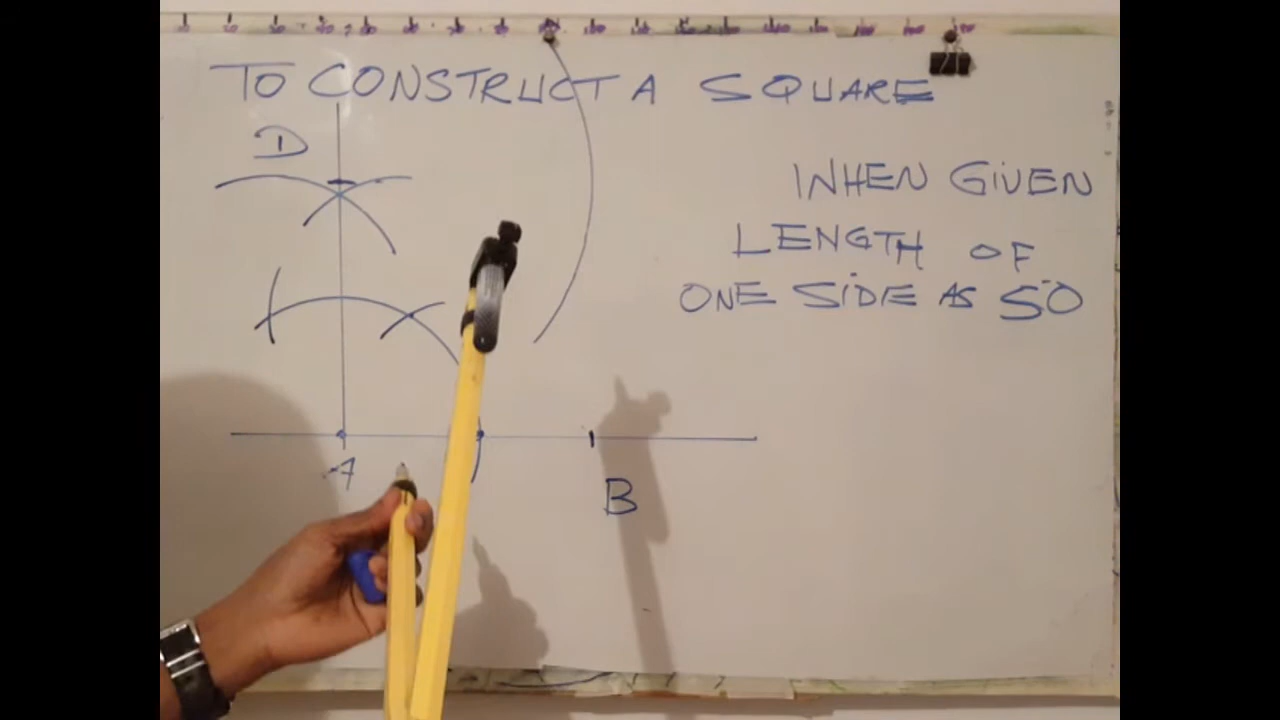 TO CONSTRUCT A SQUARE
D
WHEN GIVEN
LENGTH OF
ONE SIDE AS 50
A
B